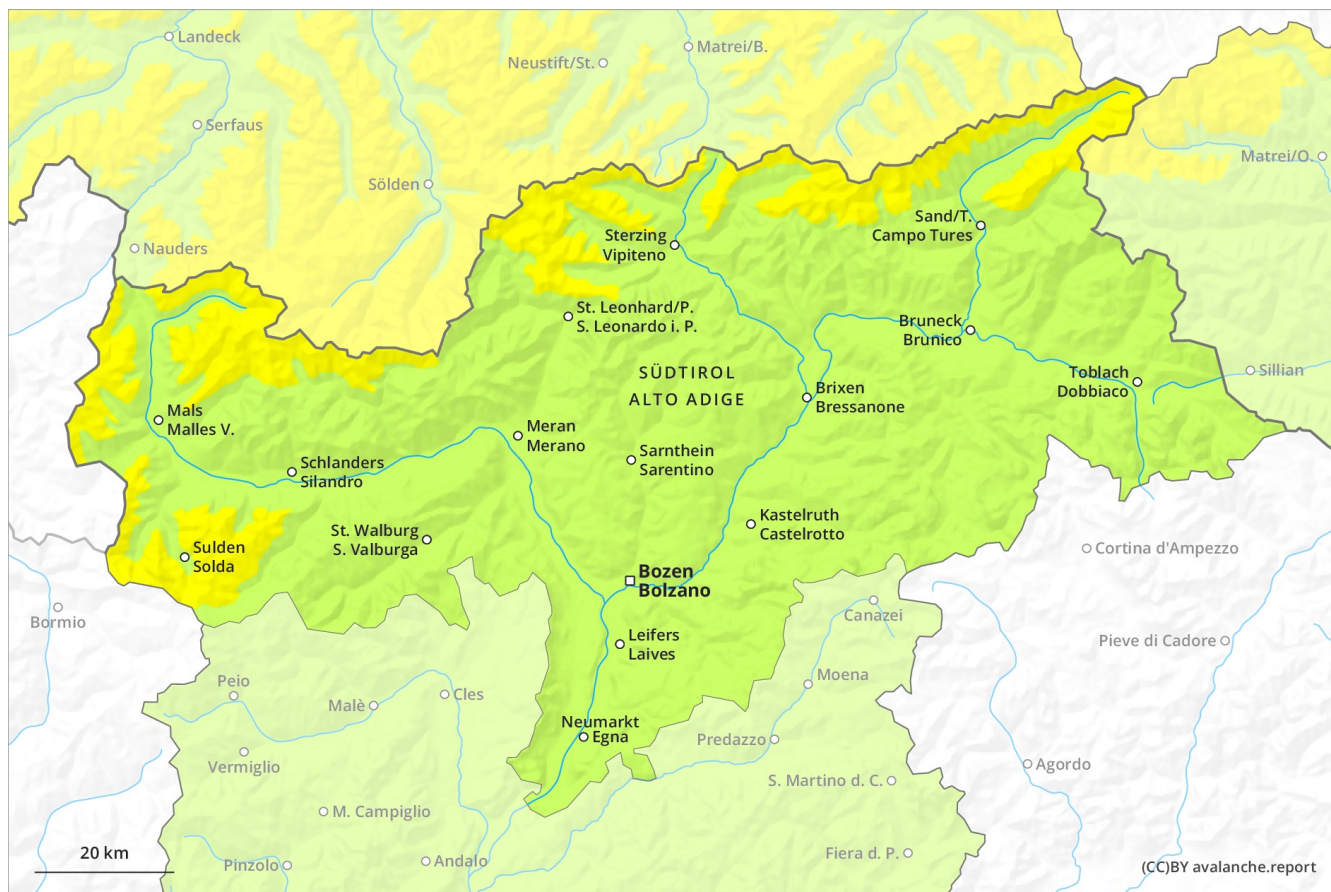 Landeck
Matrei/B.
Neustift/St.
Serfaus
Matrei/O.
Sölden
Sand/T.
Campo Tures
Sterzing
Vipiteno
Nauders
St. Leonhard/P.
S. Leonardo i. P.
Bruneck
Brunico
SÜDTIROL
ALTO ADIGE
Toblach
Dobbiaco
Sillian
Brixen
Bressanone
Mals
Malles V.
Meran
Merano
Sarnthein
Sarentino
Schlanders
Silandro
Kastelruth
Castelrotto
St. Walburg
S. Valburga
Sulden
Solda
Cortina d'Ampezzo
Bozen
Bolzano
Bormio
Canazei
Leifers
Laives
Pieve di Cadore
Peio
Moena
Malè
Cles
Neumarkt
Egna
Predazzo
Vermiglio
Agordo
S. Martino d. C.
M. Campiglio
20 km
Pinzolo
Andalo
Fiera d. P.
(CC)BY avalanche.report